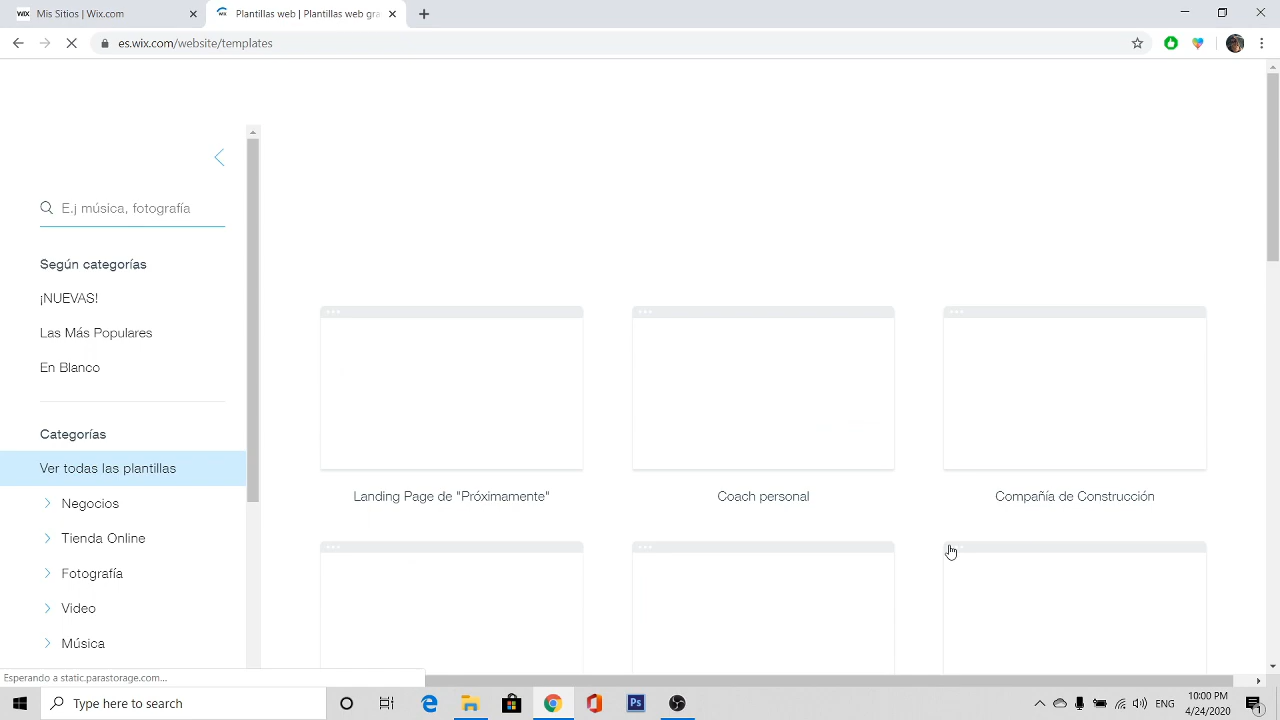 WIX Mis Sitios | Wix.com
Plantillas web | Plantillas web gra
es.wix.com/website/templates
E.j música, fotografía
Según categorías
¡NUEVAS!
Las Más Populares
En Blanco
Categorías
Ver todas las plantillas
Negocios
Tienda Online
Fotografía
Video
Música
Landing Page de "Próximamente"
Coach personal
Compañía de Construcción
Esperando a static.parastorage.com...
Type here to search
Ps
ENG
10:00 PM
4/24/2020
1